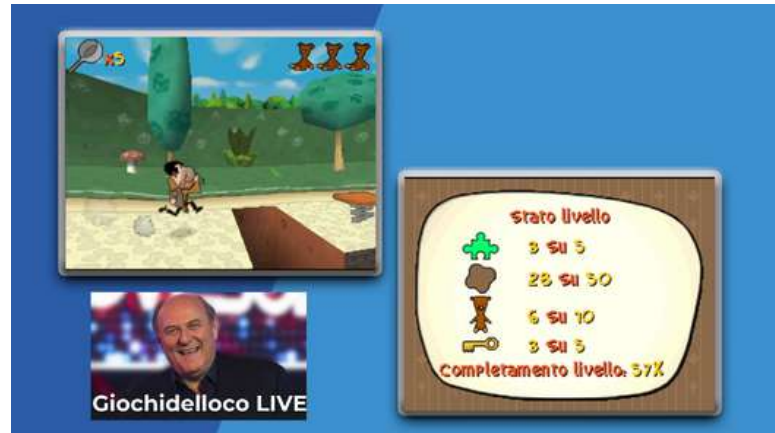 x5
Stato livello
3 su 5
28 su 50
6 su 10
3 su 5
Completamento livello: 57%
Giochidelloco LIVE